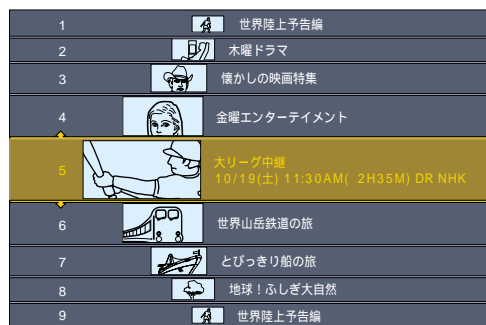 1 世界陸上予告編
2 木曜ドラマ
3 懐かしの映画特集
4 金曜エンターテイメント
5 大リーグ中継
10/19(土) 11:30AM( 2H35M) DR NHK
6 世界山岳鉄道の旅
7 とびっきり船の旅
8 地球！ふしぎ大自然
9 世界陸上予告編